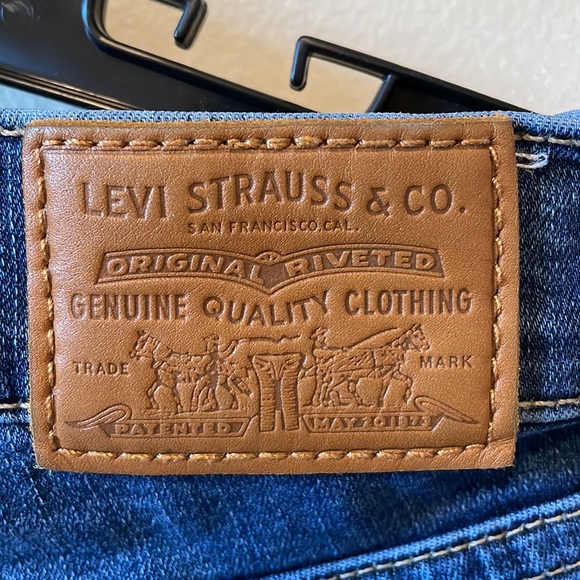 LEVI STRAUSS & CO.
SAN FRANCISCO, CAL.
ORIGINAL RIVETED
GENUINE QUALITY CLOTHING
TRADE MARK
PATENTED MAY 20 1873